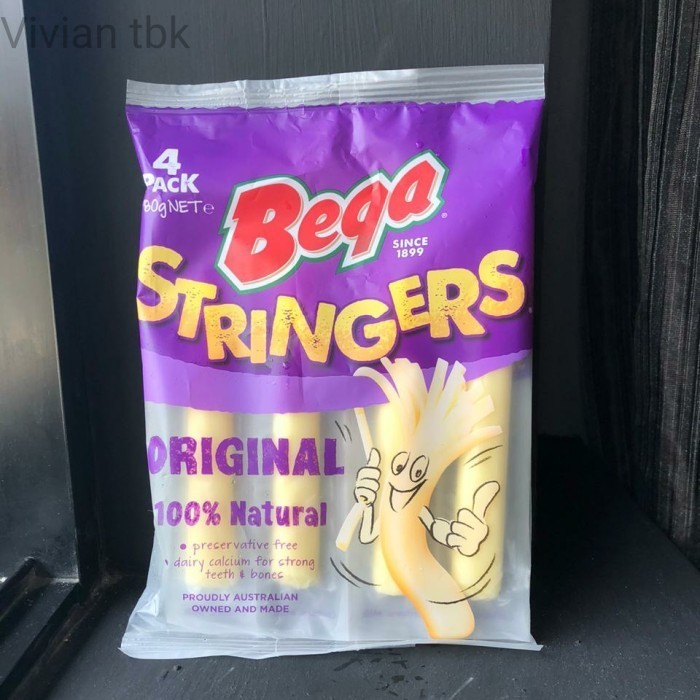 Vivian tbk
4
PACK
80g NET e
Bega
SINCE
1899
STRINGERS
ORIGINAL
100% Natural
• preservative free
• dairy calcium for strong
teeth & bones
PROUDLY AUSTRALIAN
OWNED AND MADE